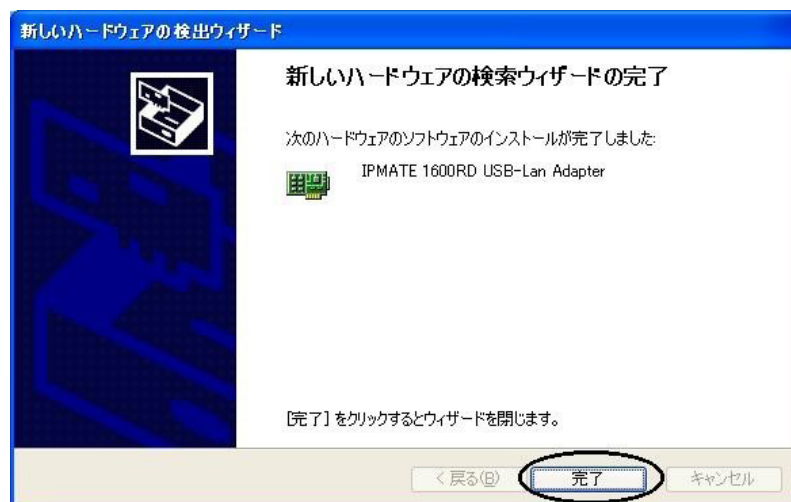 新しいハードウェアの検出ウィザード
新しいハードウェアの検索ウィザードの完了
次のハードウェアのソフトウェアのインストールが完了しました:
IPMATE 1600RD USB-Lan Adapter
[完了] をクリックするとウィザードを閉じます。
< 戻る(B) 完了 キャンセル